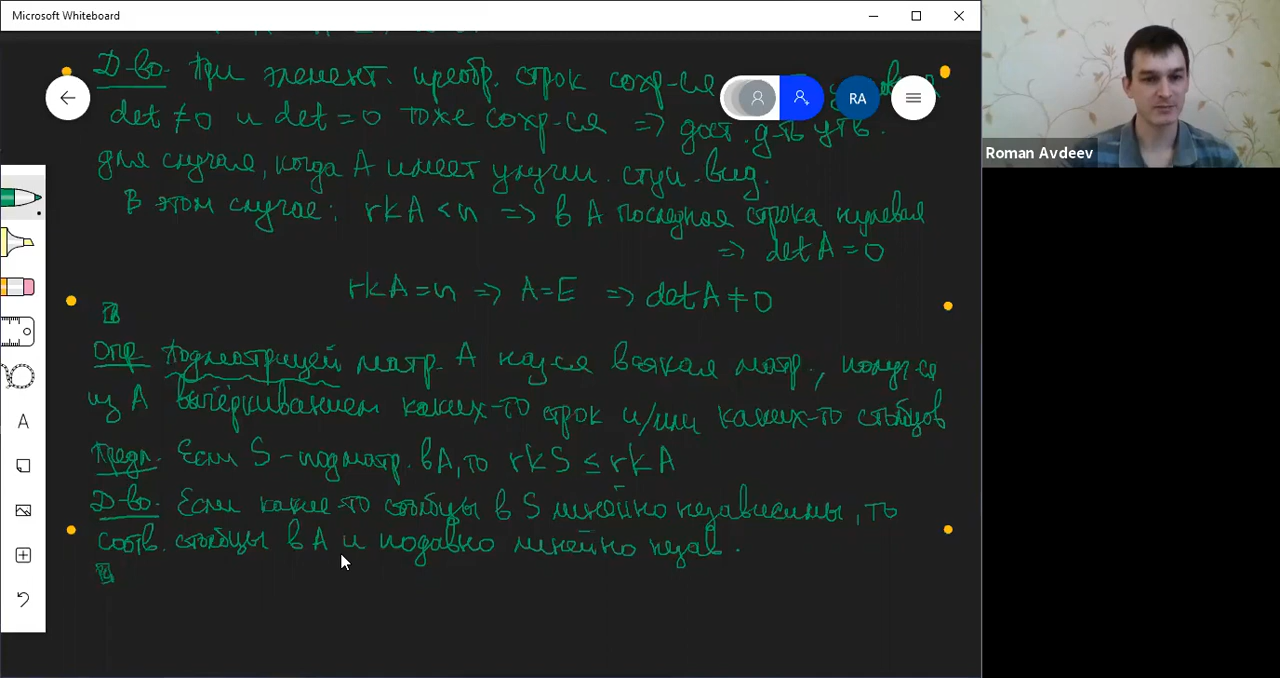 Microsoft Whiteboard
Д-во. При элемент. преобр. строк сохр-ся
det ≠ 0 и det = 0 тоже сохр-ся => дост. д-ть утв.
для случая, когда A имеет улучш. ступ. вид.
В этом случае: rk A < n => в A последняя строка нулевая
=> det A = 0
rk A = n => A = E => det A ≠ 0
Опр Подматрицей матр. A наз-ся всякая матр., получ-ся
из A вычёркиванием каких-то строк и/или каких-то столбцов
Предл. Если S - подматр. в A, то rk S ≤ rk A
Д-во. Если какие-то столбцы в S линейно независимы, то
соотв. столбцы в A и подавно линейно незав.
RA
A
Roman Avdeev